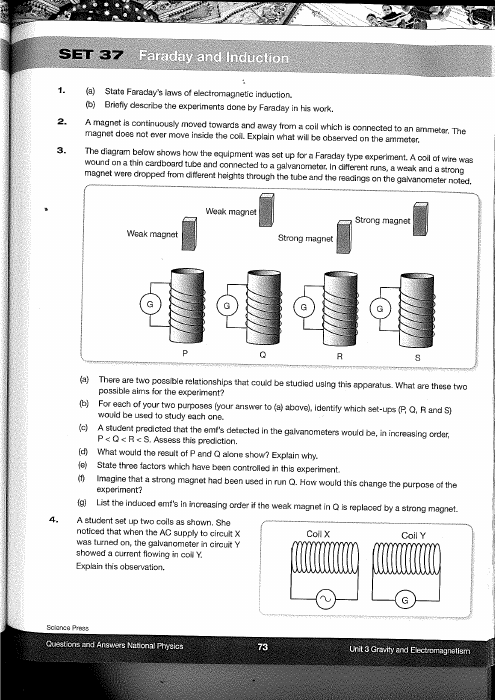 SET 37 Faraday and Induction
1. (a) State Faraday's laws of electromagnetic induction.
(b) Briefly describe the experiments done by Faraday in his work.
2. A magnet is continuously moved towards and away from a coil which is connected to an ammeter. The
magnet does not ever move inside the coil. Explain what will be observed on the ammeter.
3. The diagram below shows how the equipment was set up for a Faraday type experiment. A coil of wire was
wound on a thin cardboard tube and connected to a galvanometer. In different runs, a weak and a strong
magnet were dropped from different heights through the tube and the readings on the galvanometer noted.
Weak magnet
Strong magnet
Weak magnet
Strong magnet
G G G G
P Q R S
(a) There are two possible relationships that could be studied using this apparatus. What are these two
possible aims for the experiment?
(b) For each of your two purposes (your answer to (a) above), identify which set-ups (P, Q, R and S)
would be used to study each one.
(c) A student predicted that the emf's detected in the galvanometers would be, in increasing order,
P < Q < R < S. Assess this prediction.
(d) What would the result of P and Q alone show? Explain why.
(e) State three factors which have been controlled in this experiment.
(f) Imagine that a strong magnet had been used in run Q. How would this change the purpose of the
experiment?
(g) List the induced emf's in increasing order if the weak magnet in Q is replaced by a strong magnet.
4. A student set up two coils as shown. She
noticed that when the AC supply to circuit X
was turned on, the galvanometer in circuit Y
showed a current flowing in coil Y.
Explain this observation.
Coil X Coil Y
G
Science Press
Questions and Answers National Physics 73 Unit 3 Gravity and Electromagnetism